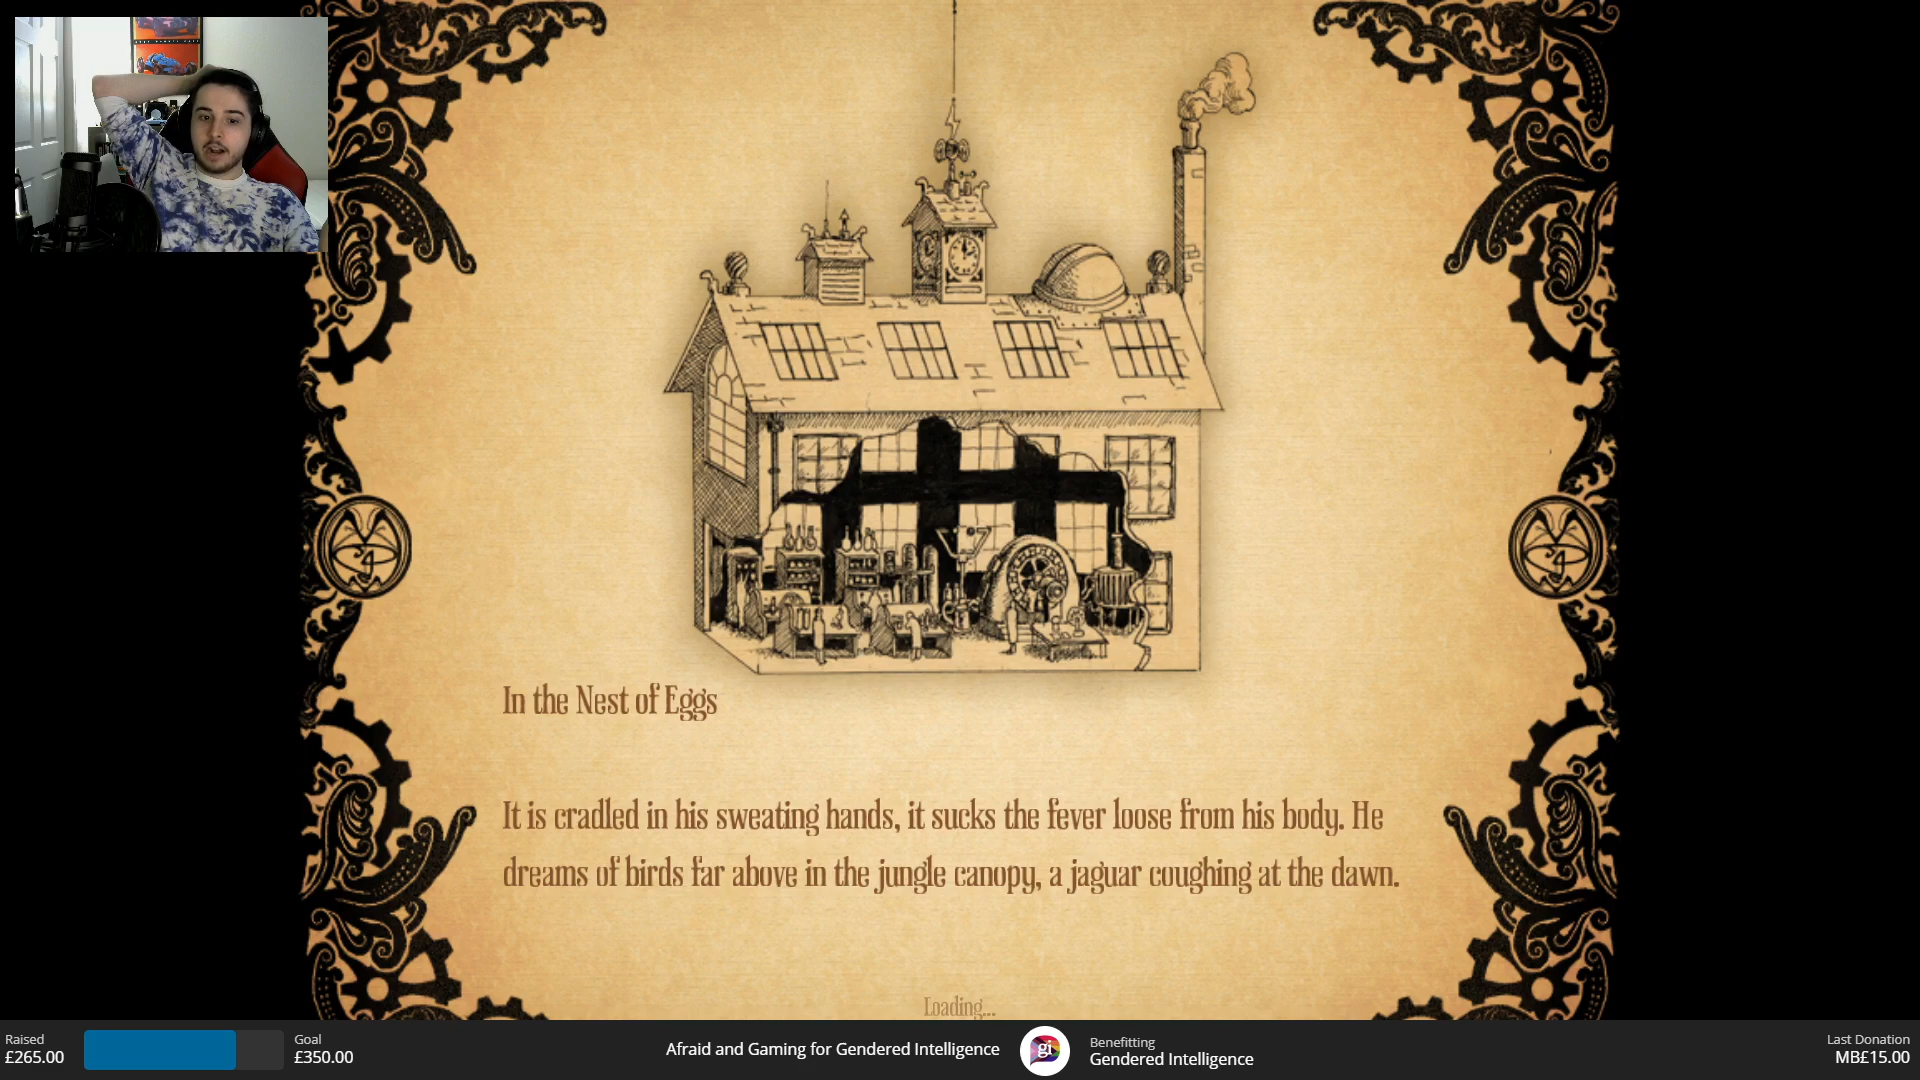 In the Nest of Eggs
It is cradled in his sweating hands, it sucks the fever loose from his body. He
dreams of birds far above in the jungle canopy, a jaguar coughing at the dawn.
Loading...
Raised
£265.00
Goal
£350.00
Afraid and Gaming for Gendered Intelligence
gi
Benefitting
Gendered Intelligence
Last Donation
MB£15.00